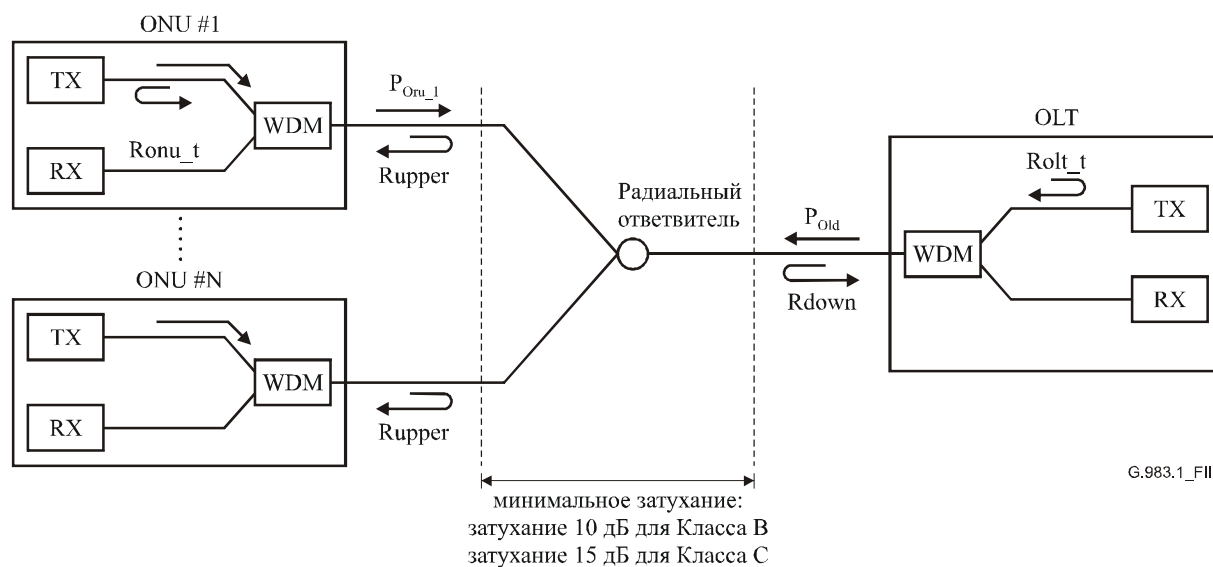 ONU #1
TX
P_Oru_1
WDM
OLT
RX
Ronu_t
Rupper
Rolt_t
Радиальный
ответвитель
P_Old
TX
WDM
ONU #N
Rdown
RX
TX
WDM
RX
Rupper
G.983.1_FII
минимальное затухание:
затухание 10 дБ для Класса B
затухание 15 дБ для Класса C